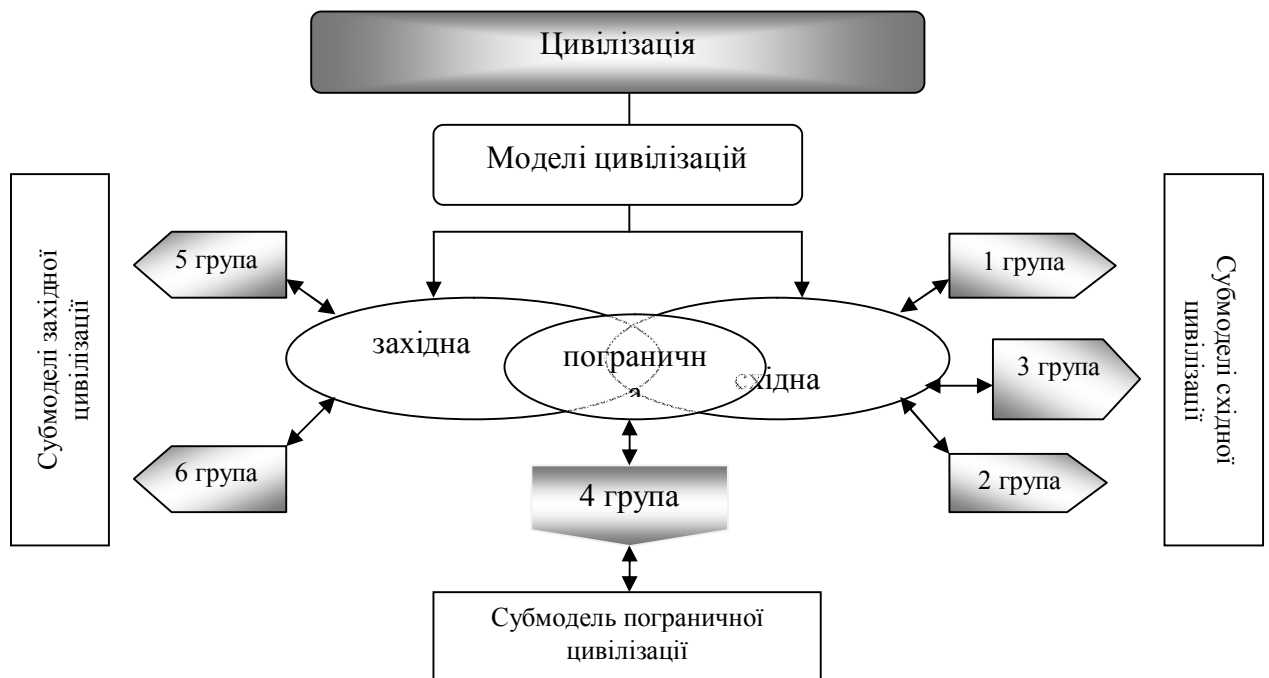 Цивілізація
Моделі цивілізацій
Субмоделі західної
цивілізації
5 група
6 група
західна
пограничн
а
східна
4 група
Субмодель пограничної
цивілізації
1 група
3 група
2 група
Субмоделі східної
цивілізації